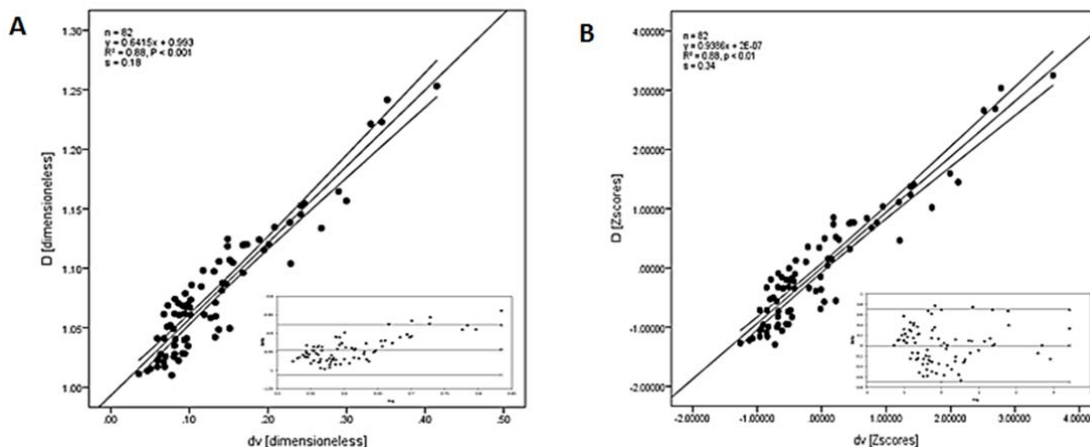 A
n = 82
y = 0.6415x + 0.993
R² = 0.88, P < 0.001
s = 0.18
D [dimensioneless]
1.30
1.25
1.20
1.15
1.10
1.05
1.00
.00 .10 .20 .30 .40 .50
dv [dimensioneless]
B
n = 82
y = 0.9386x + 2E-07
R² = 0.88, p < 0.01
s = 0.34
D [Zscores]
4.00000
3.00000
2.00000
1.00000
.00000
-1.00000
-2.00000
-2.00000 -1.00000 .00000 1.00000 2.00000 3.00000 4.00000
dv [Zscores]